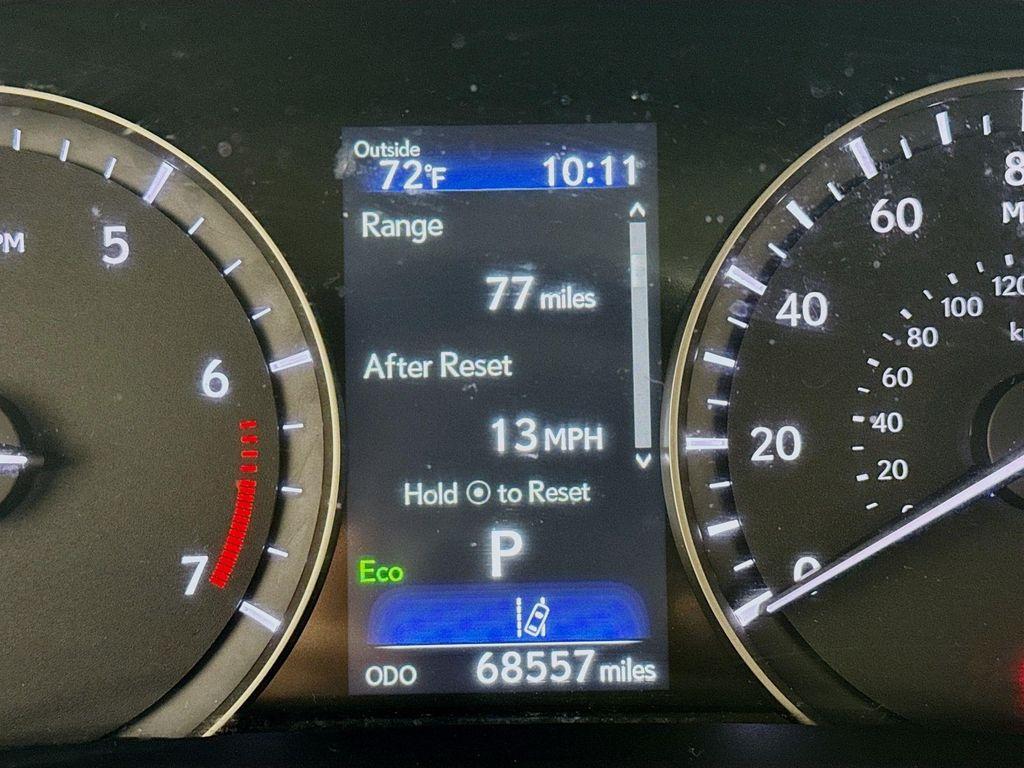 Outside
72°F 10:11
Range
77 miles
After Reset
13 MPH
Hold ⊙ to Reset
P
Eco
ODO 68557 miles
5
6
7
0
20
40
60
20
40
60
80
100
120